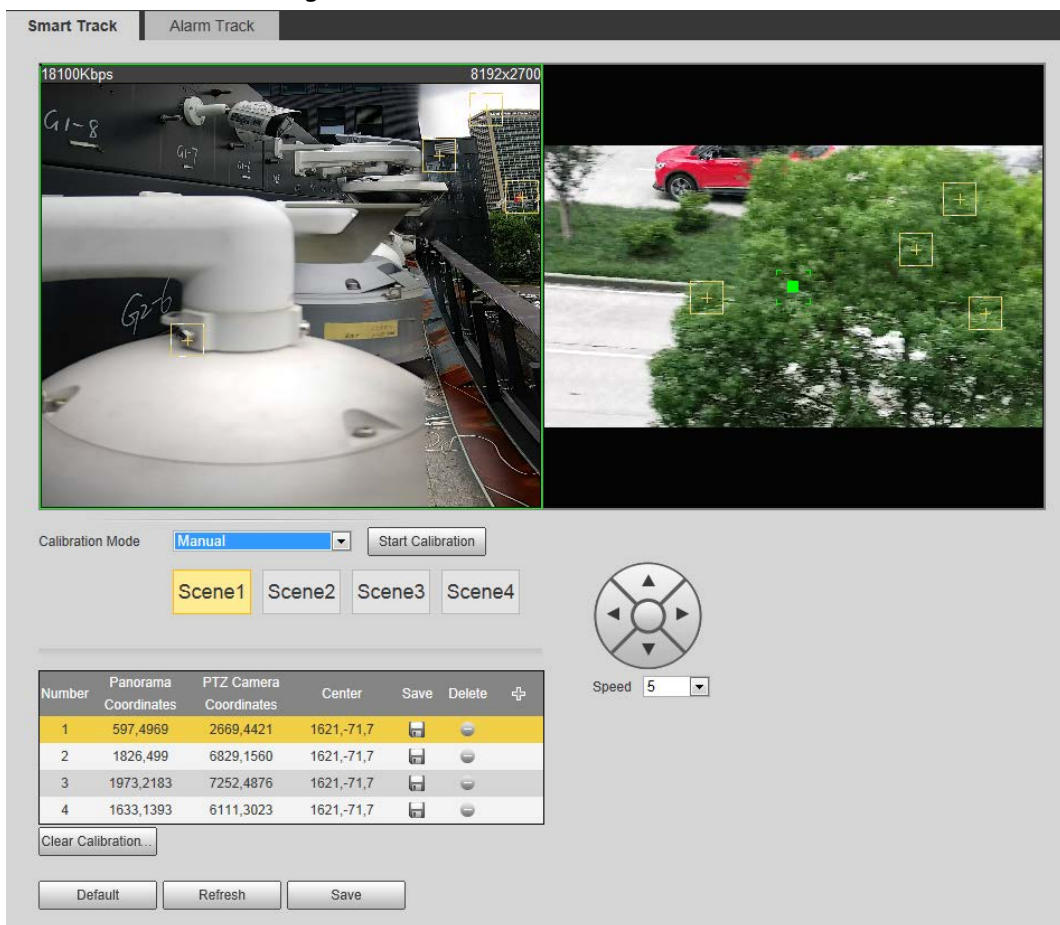 Smart Track Alarm Track
18100Kbps 8192x2700
G1-8
G1-7
G2-6
Calibration Mode Manual Start Calibration
Scene1 Scene2 Scene3 Scene4
Speed 5
Number Panorama Coordinates PTZ Camera Coordinates Center Save Delete
1 597,4969 2669,4421 1621,-71,7
2 1826,499 6829,1560 1621,-71,7
3 1973,2183 7252,4876 1621,-71,7
4 1633,1393 6111,3023 1621,-71,7
Clear Calibration...
Default Refresh Save